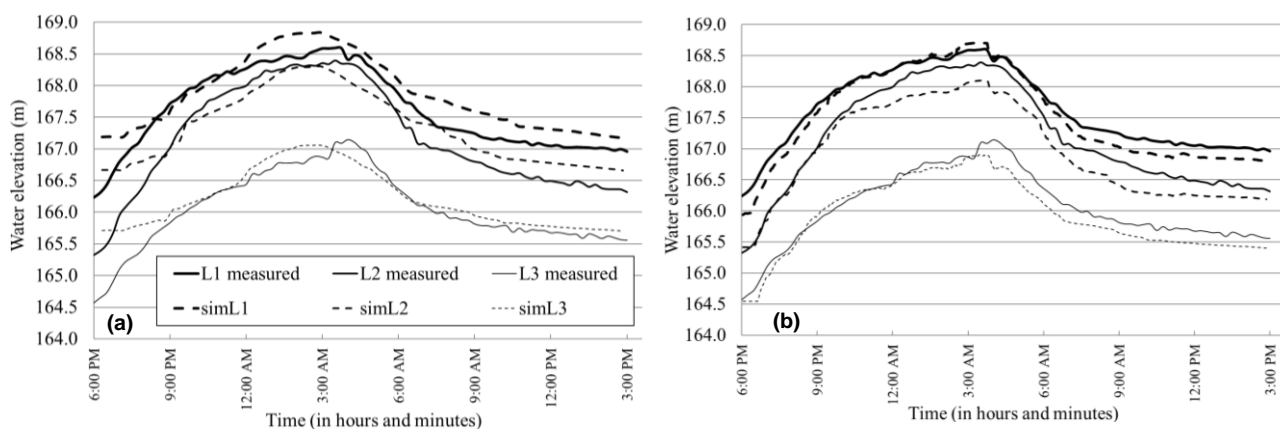 Water elevation (m)
169.0
168.5
168.0
167.5
167.0
166.5
166.0
165.5
165.0
164.5
164.0
L1 measured L2 measured L3 measured
simL1 simL2 simL3
(a)
6:00 PM
9:00 PM
12:00 AM
3:00 AM
6:00 AM
9:00 AM
12:00 PM
3:00 PM
Time (in hours and minutes)
Water elevation (m)
169.0
168.5
168.0
167.5
167.0
166.5
166.0
165.5
165.0
164.5
164.0
(b)
6:00 PM
9:00 PM
12:00 AM
3:00 AM
6:00 AM
9:00 AM
12:00 PM
3:00 PM
Time (in hours and minutes)